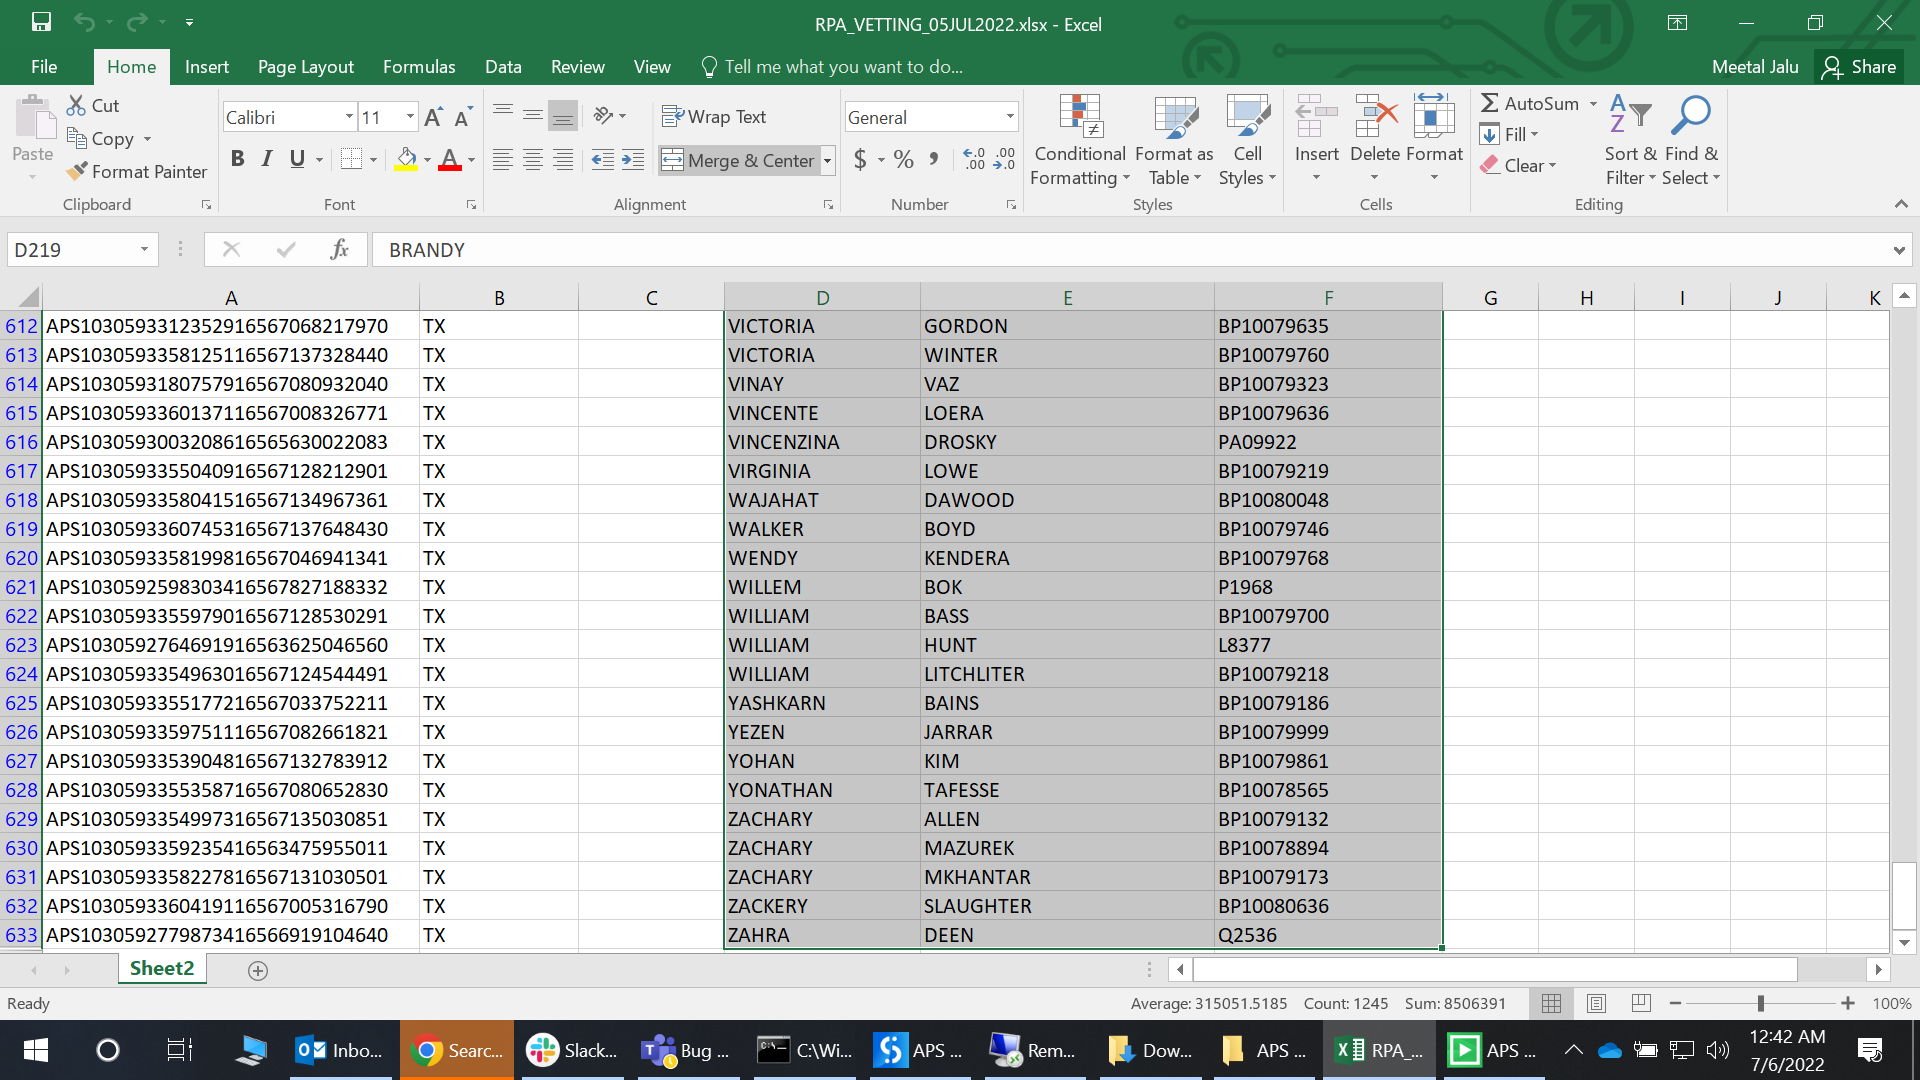 RPA_VETTING_05JUL2022.xlsx - Excel
File Home Insert Page Layout Formulas Data Review View Tell me what you want to do... Meetal Jalu Share
Paste Cut Copy Format Painter Clipboard
Calibri 11 A A B I U A Font
Wrap Text Merge & Center Alignment
General $ % , .0 .00 .00 .0 Number
Conditional Formatting Format as Table Cell Styles Styles
Insert Delete Format Cells
AutoSum Fill Clear Sort & Filter Find & Select Editing
D219 fx BRANDY
A B C D E F G H I J K
612 APS1030593312352916567068217970 TX VICTORIA GORDON BP10079635
613 APS1030593358125116567137328440 TX VICTORIA WINTER BP10079760
614 APS1030593180757916567080932040 TX VINAY VAZ BP10079323
615 APS1030593360137116567008326771 TX VINCENTE LOERA BP10079636
616 APS1030593003208616565630022083 TX VINCENZINA DROSKY PA09922
617 APS1030593355040916567128212901 TX VIRGINIA LOWE BP10079219
618 APS1030593358041516567134967361 TX WAJAHAT DAWOOD BP10080048
619 APS1030593360745316567137648430 TX WALKER BOYD BP10079746
620 APS1030593358199816567046941341 TX WENDY KENDERA BP10079768
621 APS1030592598303416567827188332 TX WILLEM BOK P1968
622 APS1030593355979016567128530291 TX WILLIAM BASS BP10079700
623 APS1030592764691916563625046560 TX WILLIAM HUNT L8377
624 APS1030593354963016567124544491 TX WILLIAM LITCHLITER BP10079218
625 APS1030593355177216567033752211 TX YASHKARN BAINS BP10079186
626 APS1030593359751116567082661821 TX YEZEN JARRAR BP10079999
627 APS1030593353904816567132783912 TX YOHAN KIM BP10079861
628 APS1030593355358716567080652830 TX YONATHAN TAFESSE BP10078565
629 APS1030593354997316567135030851 TX ZACHARY ALLEN BP10079132
630 APS1030593359235416563475955011 TX ZACHARY MAZUREK BP10078894
631 APS1030593358227816567131030501 TX ZACHARY MKHANTAR BP10079173
632 APS1030593360419116567005316790 TX ZACKERY SLAUGHTER BP10080636
633 APS1030592779873416566919104640 TX ZAHRA DEEN Q2536
Sheet2
Ready Average: 315051.5185 Count: 1245 Sum: 8506391 100%
Inbo... Searc... Slack... Bug ... C:\Wi... APS ... Rem... Dow... APS ... RPA_... APS ... 12:42 AM
7/6/2022